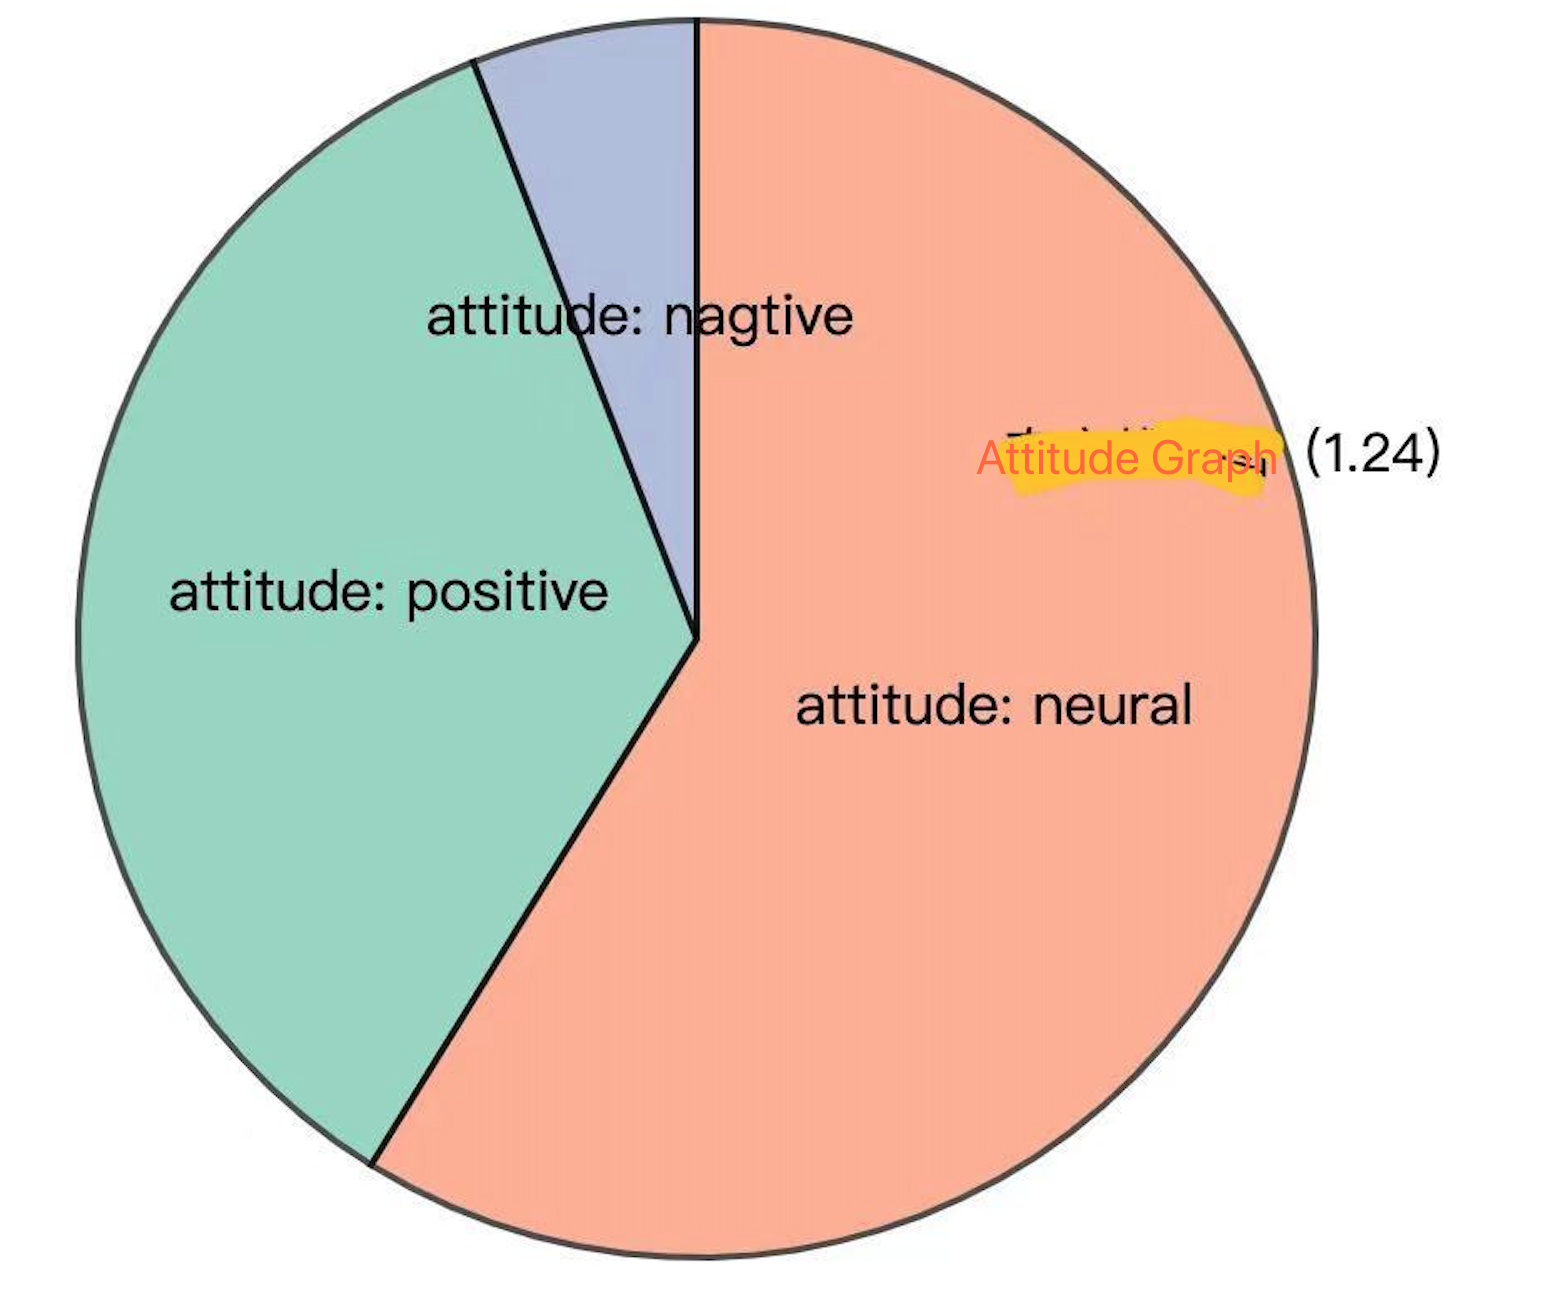 attitude: nagtive
Attitude Graph (1.24)
attitude: positive
attitude: neural